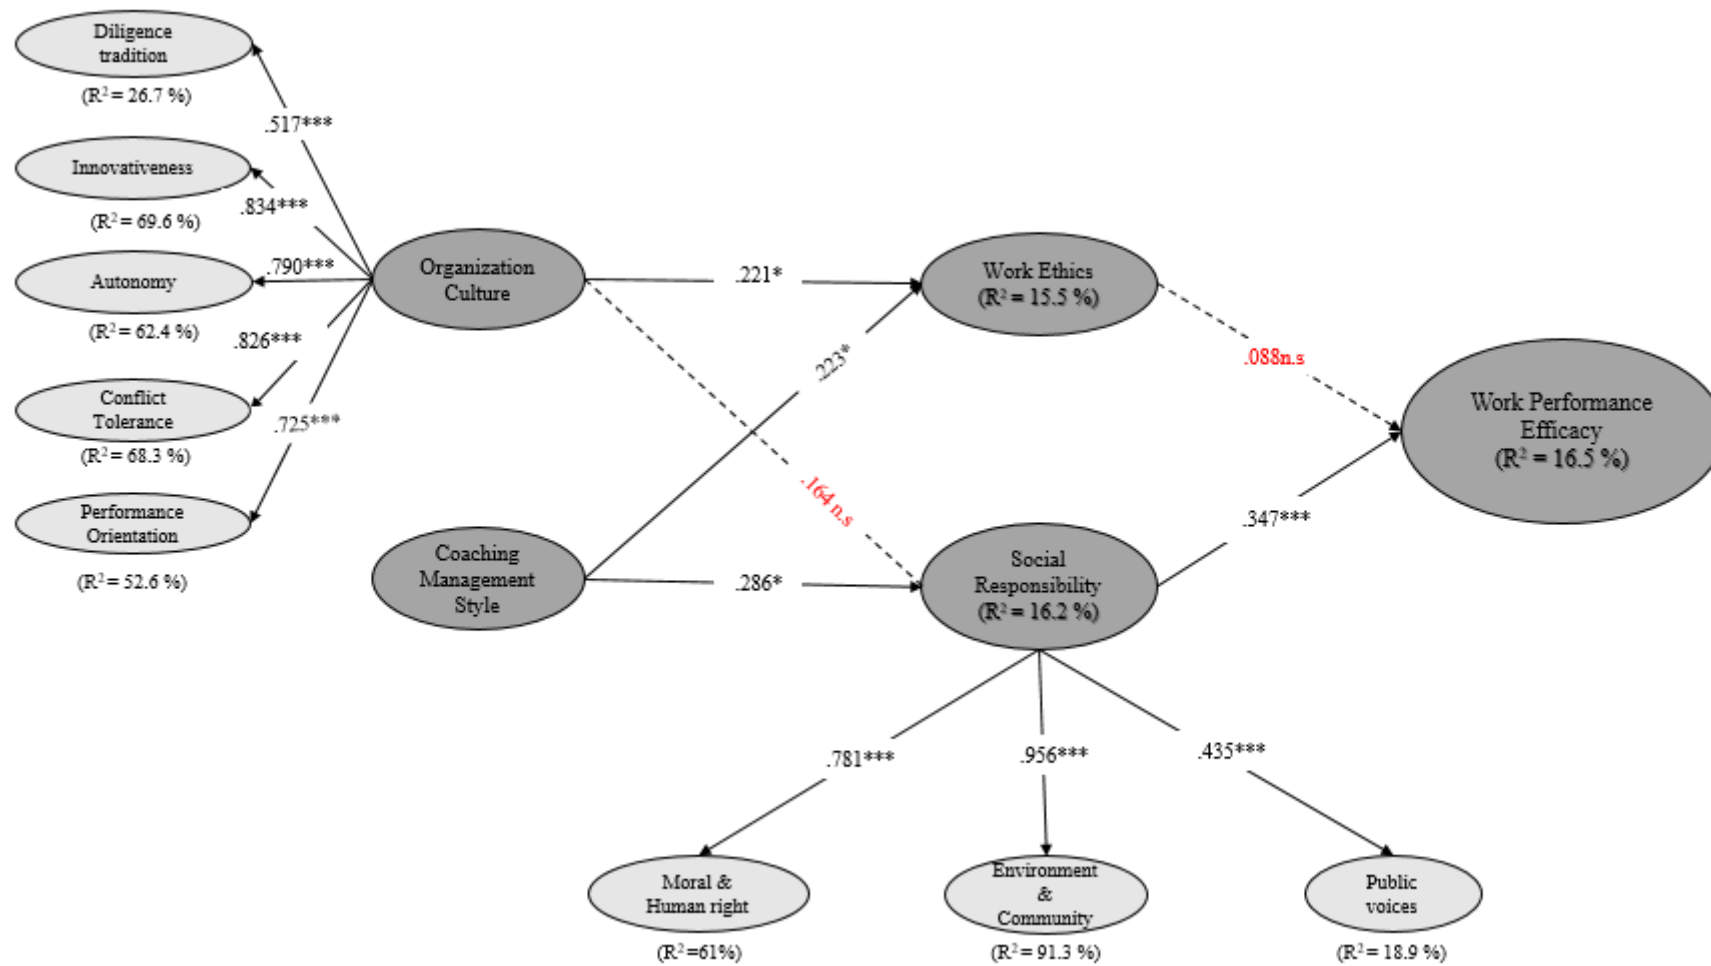 Diligence
tradition
(R² = 26.7 %)
.517***
Innovativeness
.834***
(R² = 69.6 %)
Autonomy
.790***
(R² = 62.4 %)
.826***
Conflict
Tolerance
.725***
(R² = 68.3 %)
Performance
Orientation
(R² = 52.6 %)
Organization
Culture
.221*
Work Ethics
(R² = 15.5 %)
.088n.s
.223*
.164 n.s
Work Performance
Efficacy
(R² = 16.5 %)
Coaching
Management
Style
.286*
Social
Responsibility
(R² = 16.2 %)
.347***
.781***
.956***
.435***
Moral &
Human right
(R² =61%)
Environment
&
Community
(R² = 91.3 %)
Public
voices
(R² = 18.9 %)